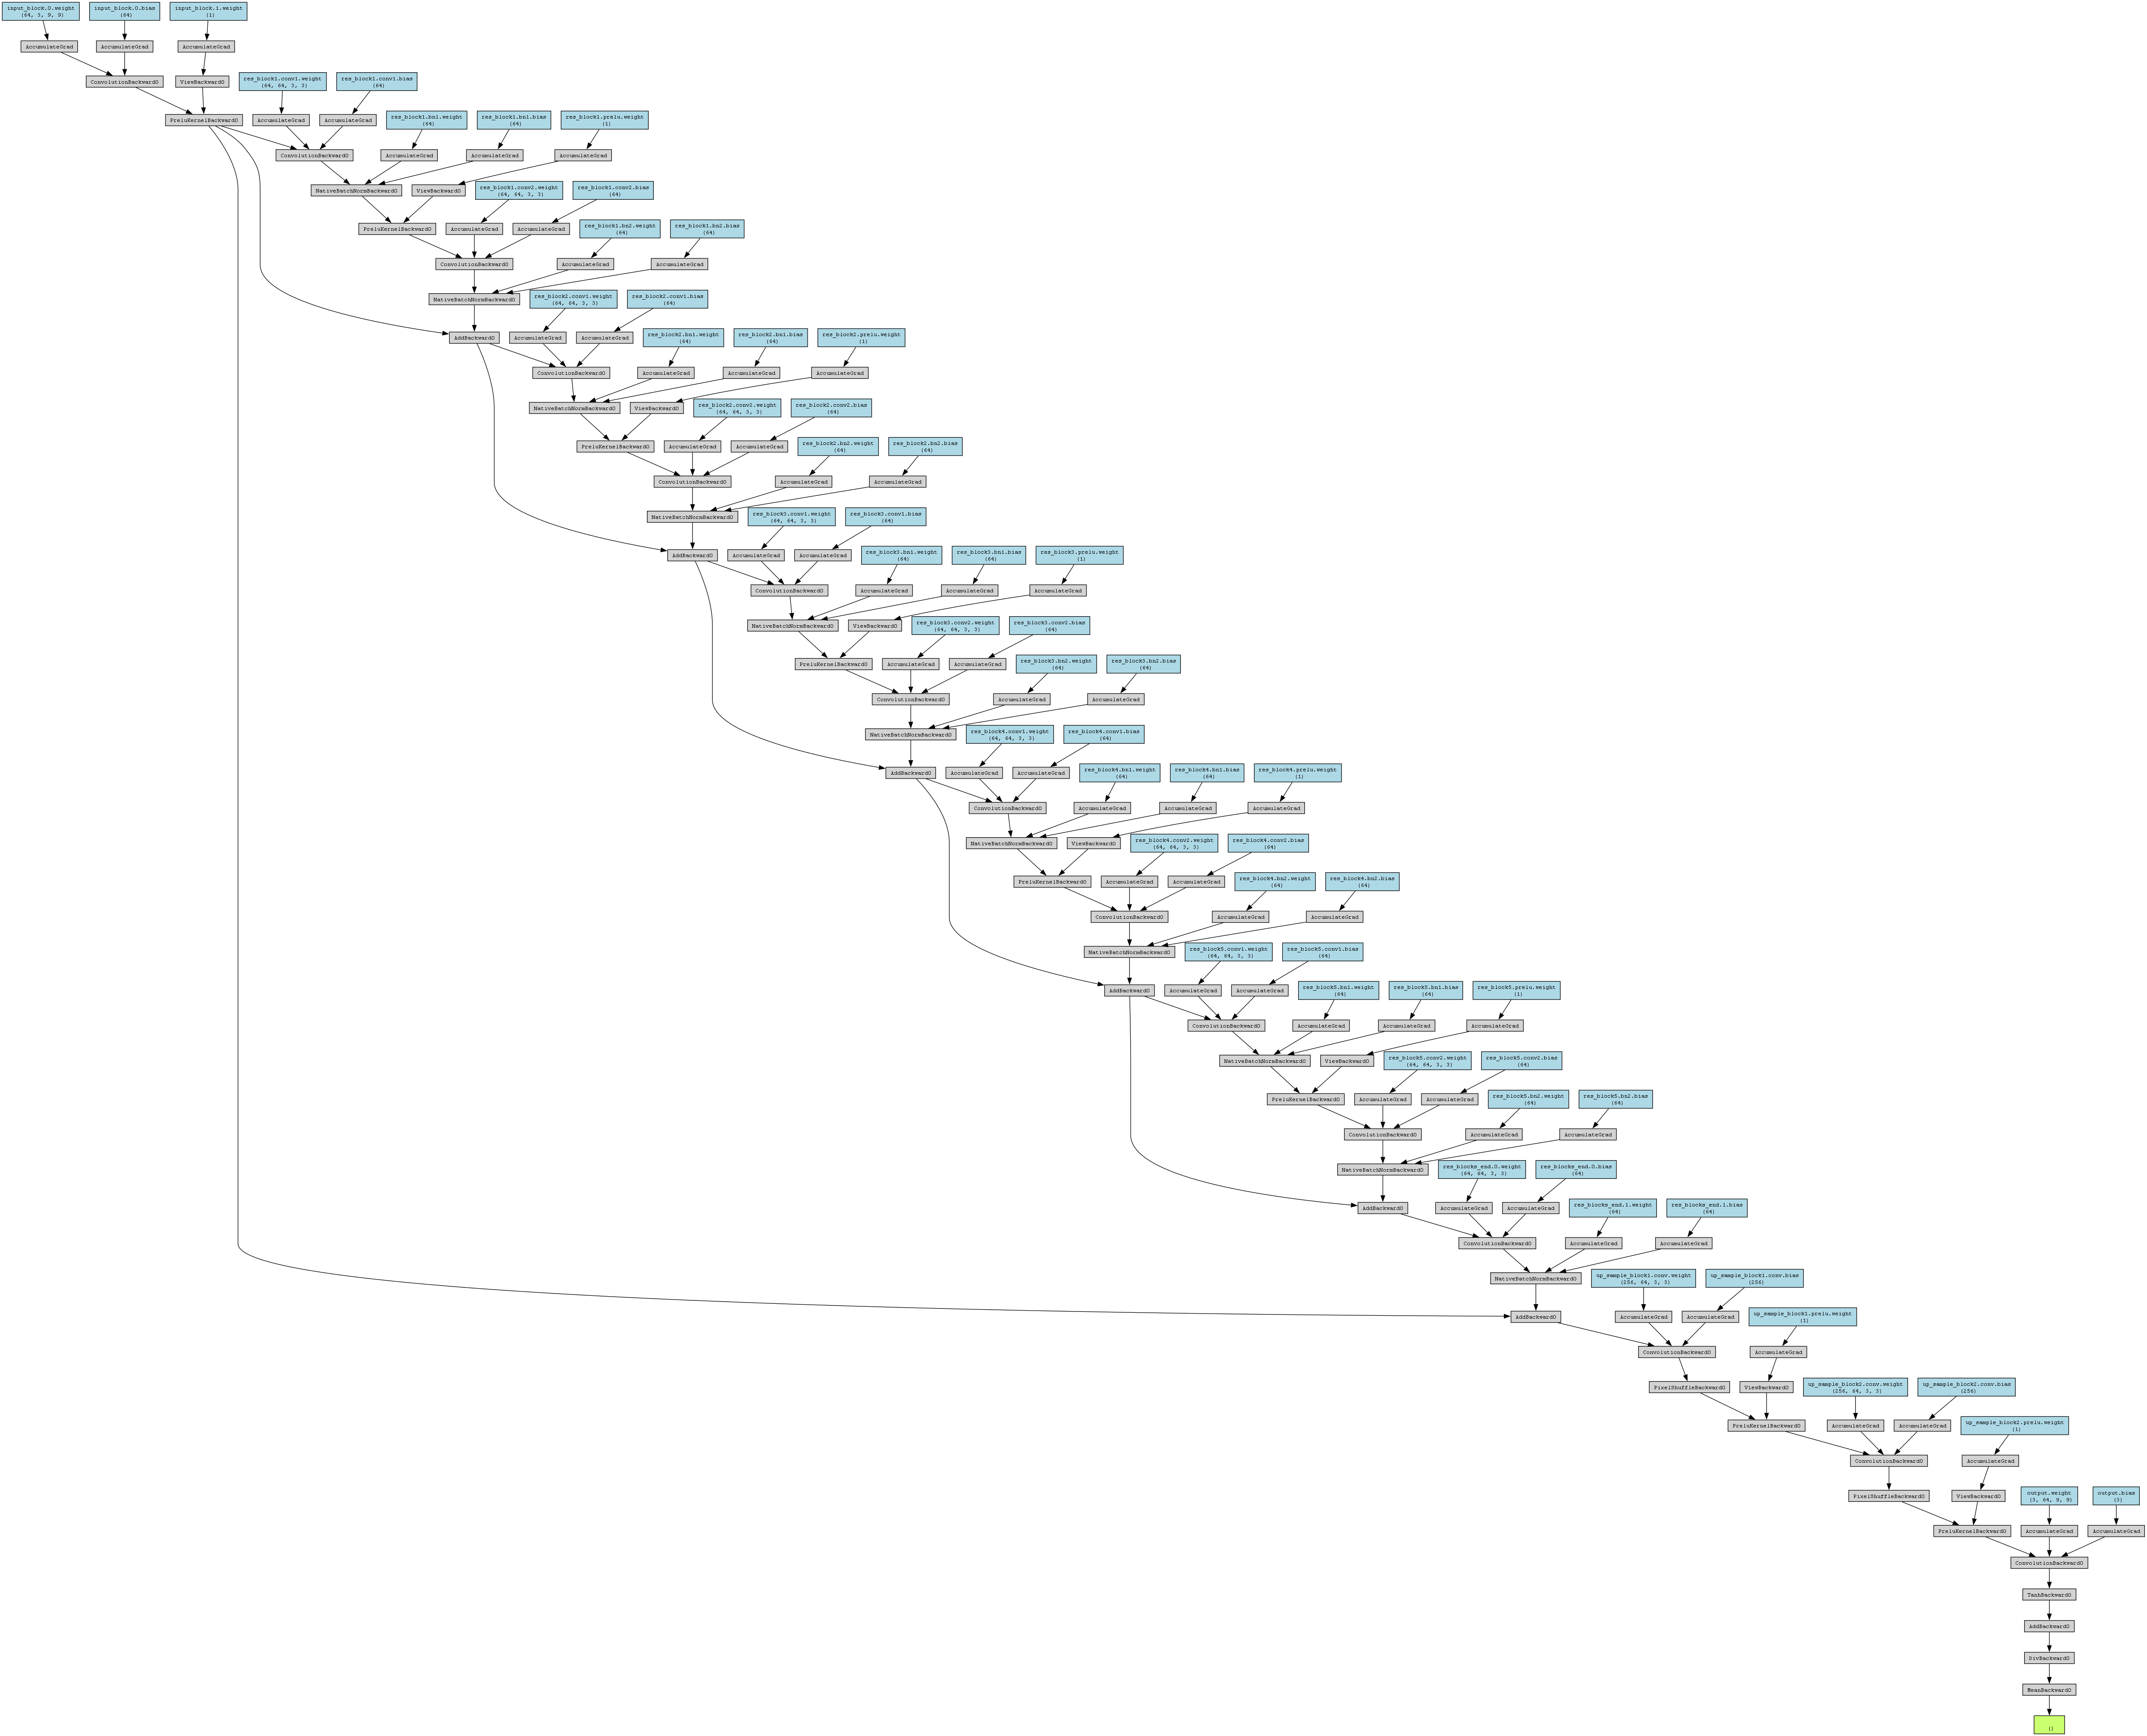 input_block.0.weight
(64, 3, 9, 9)
input_block.0.bias
(64)
input_block.1.weight
(1)
AccumulateGrad
AccumulateGrad
AccumulateGrad
ConvolutionBackward0
ViewBackward0
res_block1.conv1.weight
(64, 64, 3, 3)
res_block1.conv1.bias
(64)
PreluKernelBackward0
AccumulateGrad
AccumulateGrad
res_block1.bn1.weight
(64)
res_block1.bn1.bias
(64)
res_block1.prelu.weight
(1)
ConvolutionBackward0
AccumulateGrad
AccumulateGrad
AccumulateGrad
NativeBatchNormBackward0
ViewBackward0
res_block1.conv2.weight
(64, 64, 3, 3)
res_block1.conv2.bias
(64)
PreluKernelBackward0
AccumulateGrad
AccumulateGrad
res_block1.bn2.weight
(64)
res_block1.bn2.bias
(64)
ConvolutionBackward0
AccumulateGrad
AccumulateGrad
NativeBatchNormBackward0
res_block2.conv1.weight
(64, 64, 3, 3)
res_block2.conv1.bias
(64)
AddBackward0
AccumulateGrad
AccumulateGrad
res_block2.bn1.weight
(64)
res_block2.bn1.bias
(64)
res_block2.prelu.weight
(1)
ConvolutionBackward0
AccumulateGrad
AccumulateGrad
AccumulateGrad
NativeBatchNormBackward0
ViewBackward0
res_block2.conv2.weight
(64, 64, 3, 3)
res_block2.conv2.bias
(64)
PreluKernelBackward0
AccumulateGrad
AccumulateGrad
res_block2.bn2.weight
(64)
res_block2.bn2.bias
(64)
ConvolutionBackward0
AccumulateGrad
AccumulateGrad
NativeBatchNormBackward0
res_block3.conv1.weight
(64, 64, 3, 3)
res_block3.conv1.bias
(64)
AddBackward0
AccumulateGrad
AccumulateGrad
res_block3.bn1.weight
(64)
res_block3.bn1.bias
(64)
res_block3.prelu.weight
(1)
ConvolutionBackward0
AccumulateGrad
AccumulateGrad
AccumulateGrad
NativeBatchNormBackward0
ViewBackward0
res_block3.conv2.weight
(64, 64, 3, 3)
res_block3.conv2.bias
(64)
PreluKernelBackward0
AccumulateGrad
AccumulateGrad
res_block3.bn2.weight
(64)
res_block3.bn2.bias
(64)
ConvolutionBackward0
AccumulateGrad
AccumulateGrad
NativeBatchNormBackward0
res_block4.conv1.weight
(64, 64, 3, 3)
res_block4.conv1.bias
(64)
AddBackward0
AccumulateGrad
AccumulateGrad
res_block4.bn1.weight
(64)
res_block4.bn1.bias
(64)
res_block4.prelu.weight
(1)
ConvolutionBackward0
AccumulateGrad
AccumulateGrad
AccumulateGrad
NativeBatchNormBackward0
ViewBackward0
res_block4.conv2.weight
(64, 64, 3, 3)
res_block4.conv2.bias
(64)
PreluKernelBackward0
AccumulateGrad
AccumulateGrad
res_block4.bn2.weight
(64)
res_block4.bn2.bias
(64)
ConvolutionBackward0
AccumulateGrad
AccumulateGrad
NativeBatchNormBackward0
res_block5.conv1.weight
(64, 64, 3, 3)
res_block5.conv1.bias
(64)
AddBackward0
AccumulateGrad
AccumulateGrad
res_block5.bn1.weight
(64)
res_block5.bn1.bias
(64)
res_block5.prelu.weight
(1)
ConvolutionBackward0
AccumulateGrad
AccumulateGrad
AccumulateGrad
NativeBatchNormBackward0
ViewBackward0
res_block5.conv2.weight
(64, 64, 3, 3)
res_block5.conv2.bias
(64)
PreluKernelBackward0
AccumulateGrad
AccumulateGrad
res_block5.bn2.weight
(64)
res_block5.bn2.bias
(64)
ConvolutionBackward0
AccumulateGrad
AccumulateGrad
NativeBatchNormBackward0
res_blocks_end.0.weight
(64, 64, 3, 3)
res_blocks_end.0.bias
(64)
AddBackward0
AccumulateGrad
AccumulateGrad
res_blocks_end.1.weight
(64)
res_blocks_end.1.bias
(64)
ConvolutionBackward0
AccumulateGrad
AccumulateGrad
NativeBatchNormBackward0
up_sample_block1.conv.weight
(256, 64, 3, 3)
up_sample_block1.conv.bias
(256)
AddBackward0
AccumulateGrad
AccumulateGrad
up_sample_block1.prelu.weight
(1)
ConvolutionBackward0
AccumulateGrad
PixelShuffleBackward0
ViewBackward0
up_sample_block2.conv.weight
(256, 64, 3, 3)
up_sample_block2.conv.bias
(256)
PreluKernelBackward0
AccumulateGrad
AccumulateGrad
up_sample_block2.prelu.weight
(1)
ConvolutionBackward0
AccumulateGrad
PixelShuffleBackward0
ViewBackward0
output.weight
(3, 64, 9, 9)
output.bias
(3)
PreluKernelBackward0
AccumulateGrad
AccumulateGrad
ConvolutionBackward0
TanhBackward0
AddBackward0
DivBackward0
MeanBackward0
()